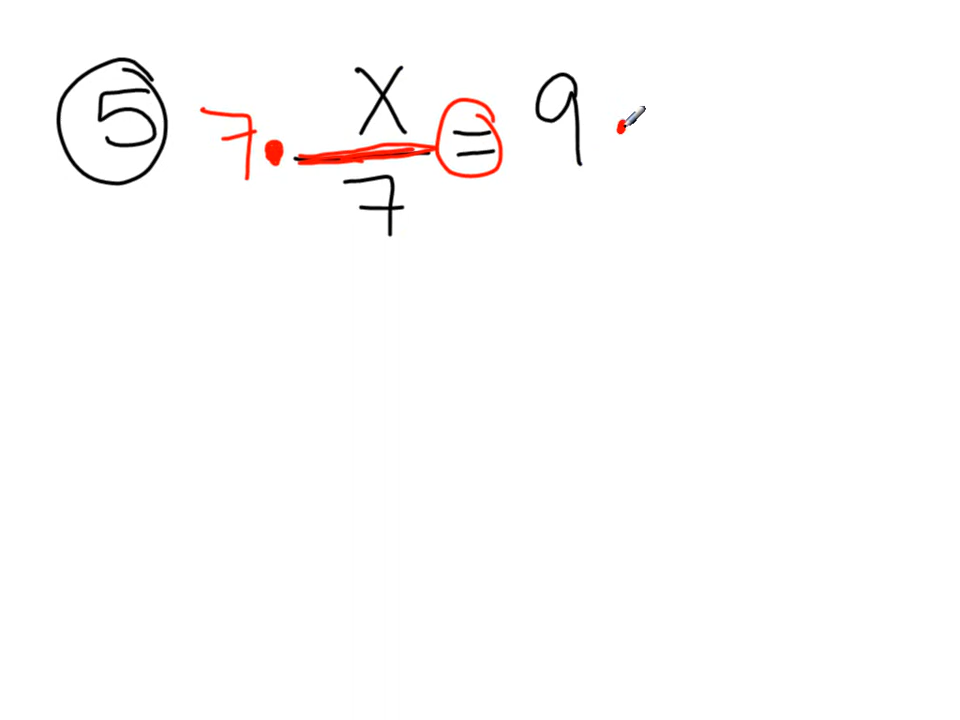 5 7 · x/7 = 9 ·